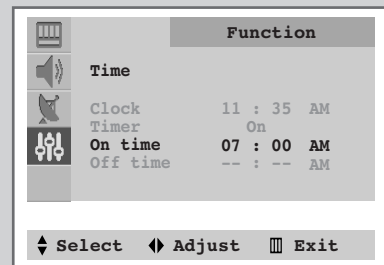 Function
Time
Clock 11 : 35 AM
Timer On
On time 07 : 00 AM
Off time -- : -- AM
Select Adjust Exit